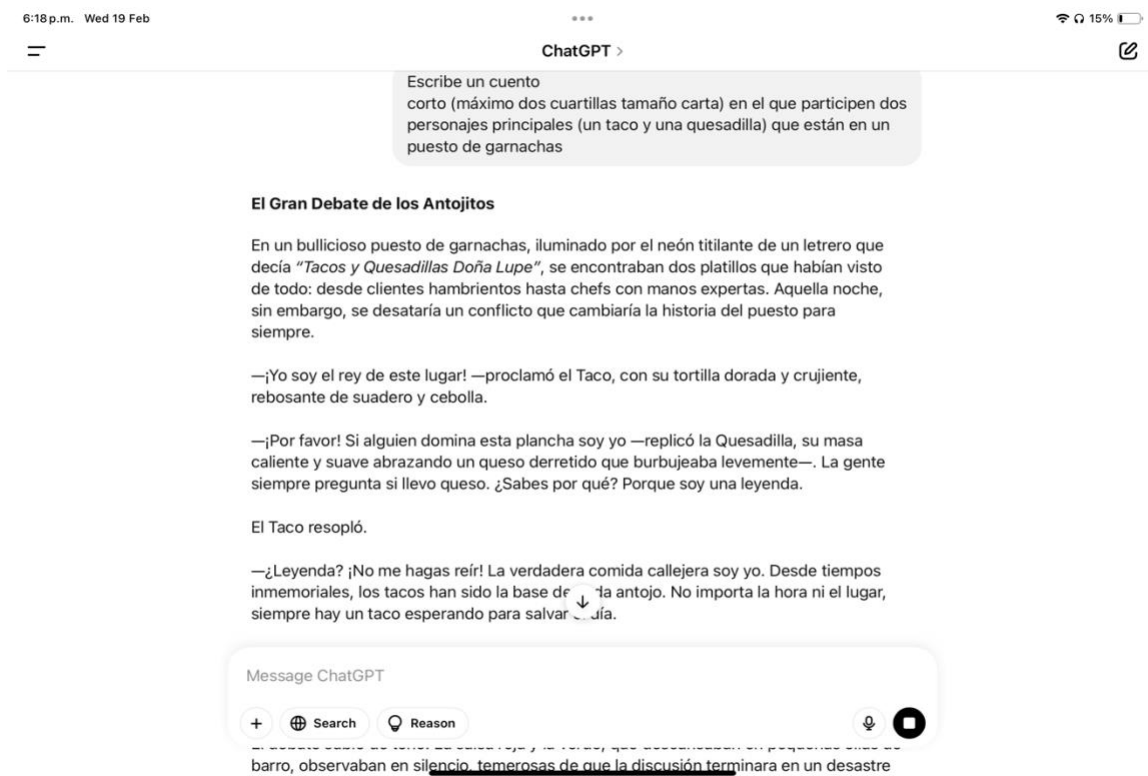 6:18 p.m. Wed 19 Feb
15%
ChatGPT >
Escribe un cuento
corto (máximo dos cuartillas tamaño carta) en el que participen dos
personajes principales (un taco y una quesadilla) que están en un
puesto de garnachas
El Gran Debate de los Antojitos
En un bullicioso puesto de garnachas, iluminado por el neón titilante de un letrero que
decía “Tacos y Quesadillas Doña Lupe”, se encontraban dos platillos que habían visto
de todo: desde clientes hambrientos hasta chefs con manos expertas. Aquella noche,
sin embargo, se desataría un conflicto que cambiaría la historia del puesto para
siempre.
—¡Yo soy el rey de este lugar! —proclamó el Taco, con su tortilla dorada y crujiente,
rebosante de suadero y cebolla.
—¡Por favor! Si alguien domina esta plancha soy yo —replicó la Quesadilla, su masa
caliente y suave abrazando un queso derretido que burbujeaba levemente—. La gente
siempre pregunta si llevo queso. ¿Sabes por qué? Porque soy una leyenda.
El Taco resopló.
—¿Leyenda? ¡No me hagas reír! La verdadera comida callejera soy yo. Desde tiempos
inmemoriales, los tacos han sido la base de antojo. No importa la hora ni el lugar,
siempre hay un taco esperando para salvar día.
Message ChatGPT
Search
Reason
barro, observaban en silencio, temerosas de que la discusión terminara en un desastre